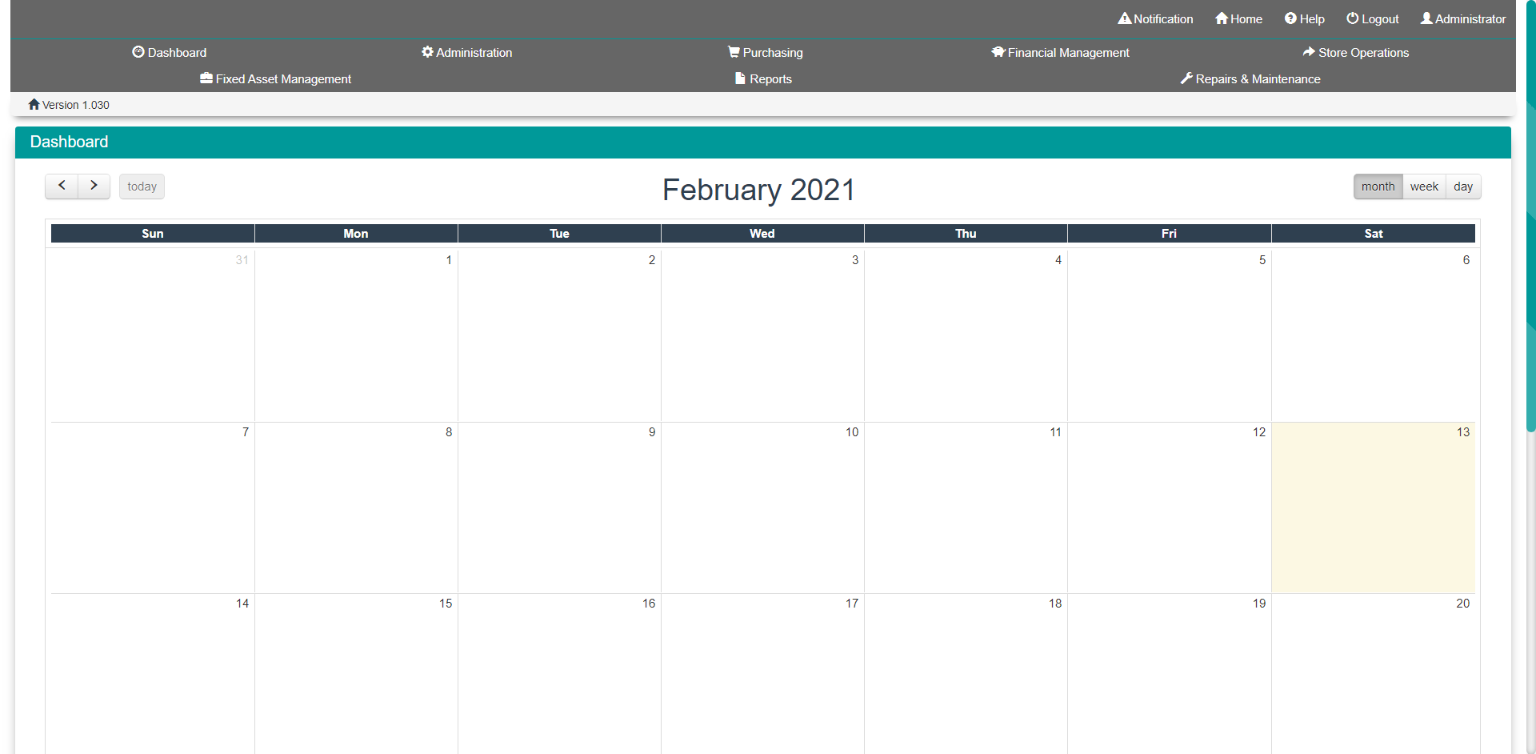 Notification Home Help Logout Administrator
Dashboard Administration Purchasing Financial Management Store Operations
Fixed Asset Management Reports Repairs & Maintenance
Version 1.030
Dashboard
today February 2021 month week day
Sun Mon Tue Wed Thu Fri Sat
31 1 2 3 4 5 6
7 8 9 10 11 12 13
14 15 16 17 18 19 20